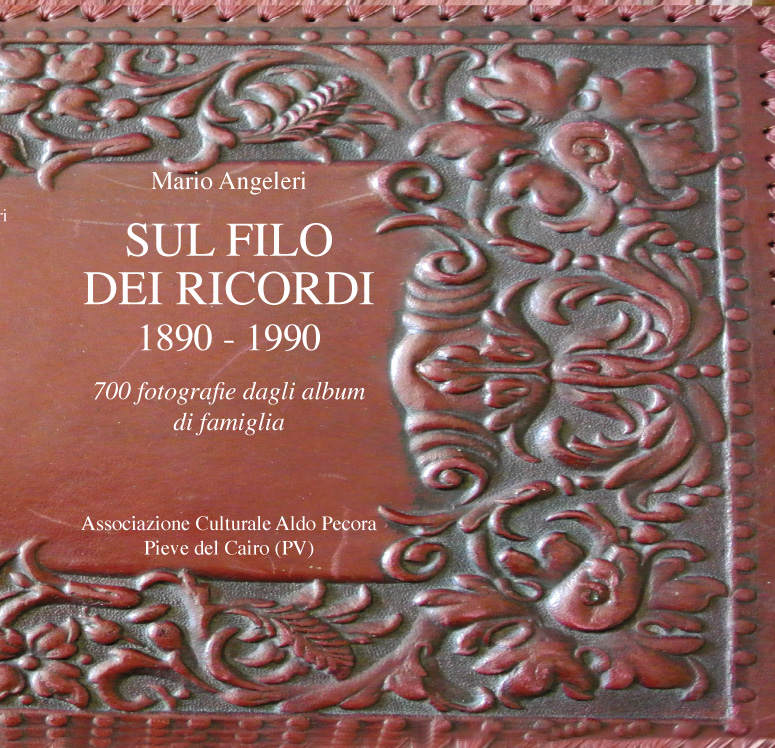 Mario Angeleri
SUL FILO
DEI RICORDI
1890 - 1990
700 fotografie dagli album
di famiglia
Associazione Culturale Aldo Pecora
Pieve del Cairo (PV)